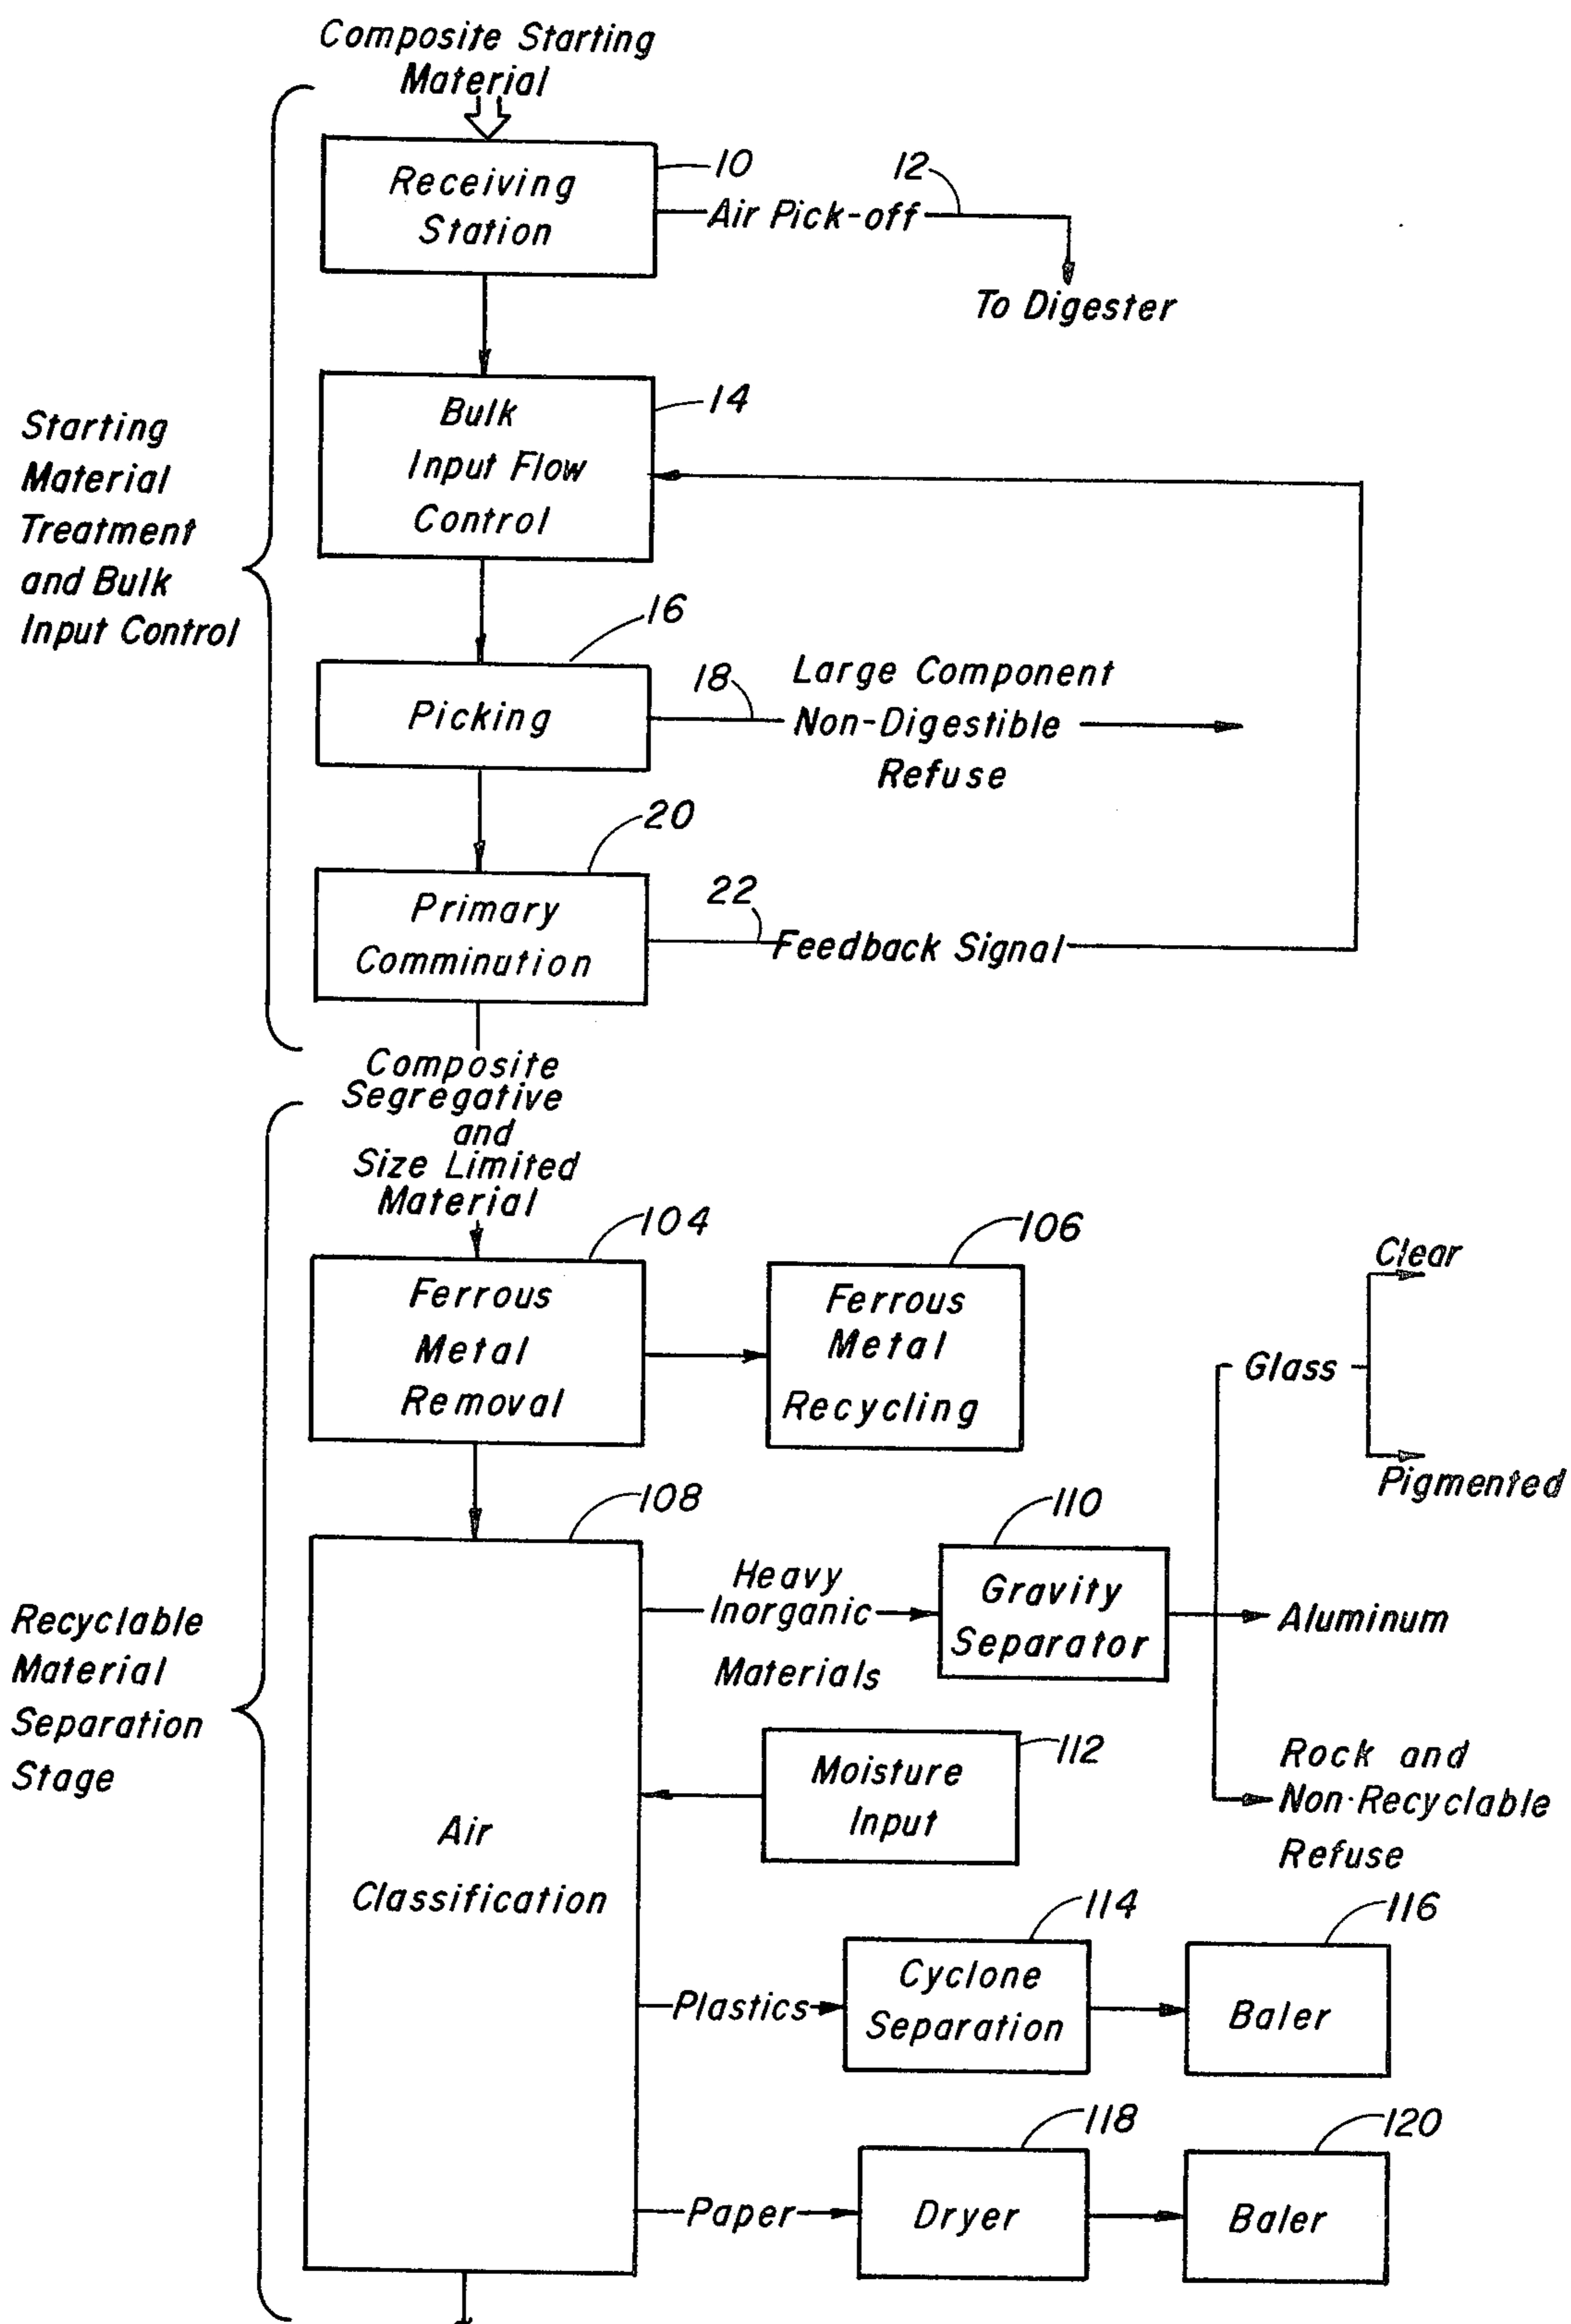 Composite Starting
Material
Receiving
Station
10
Air Pick-off
12
To Digester
Bulk
Input Flow
Control
14
Starting
Material
Treatment
and Bulk
Input Control
Picking
16
18
Large Component
Non-Digestible
Refuse
Primary
Comminution
20
22
Feedback Signal
Composite
Segregative
and
Size Limited
Material
Ferrous
Metal
Removal
104
Ferrous
Metal
Recycling
106
Clear
Glass
Pigmented
Recyclable
Material
Separation
Stage
Air
Classification
108
Heavy
Inorganic
Materials
Gravity
Separator
110
Aluminum
Rock and
Non-Recyclable
Refuse
Moisture
Input
112
Plastics
Cyclone
Separation
114
Baler
116
Paper
Dryer
118
Baler
120